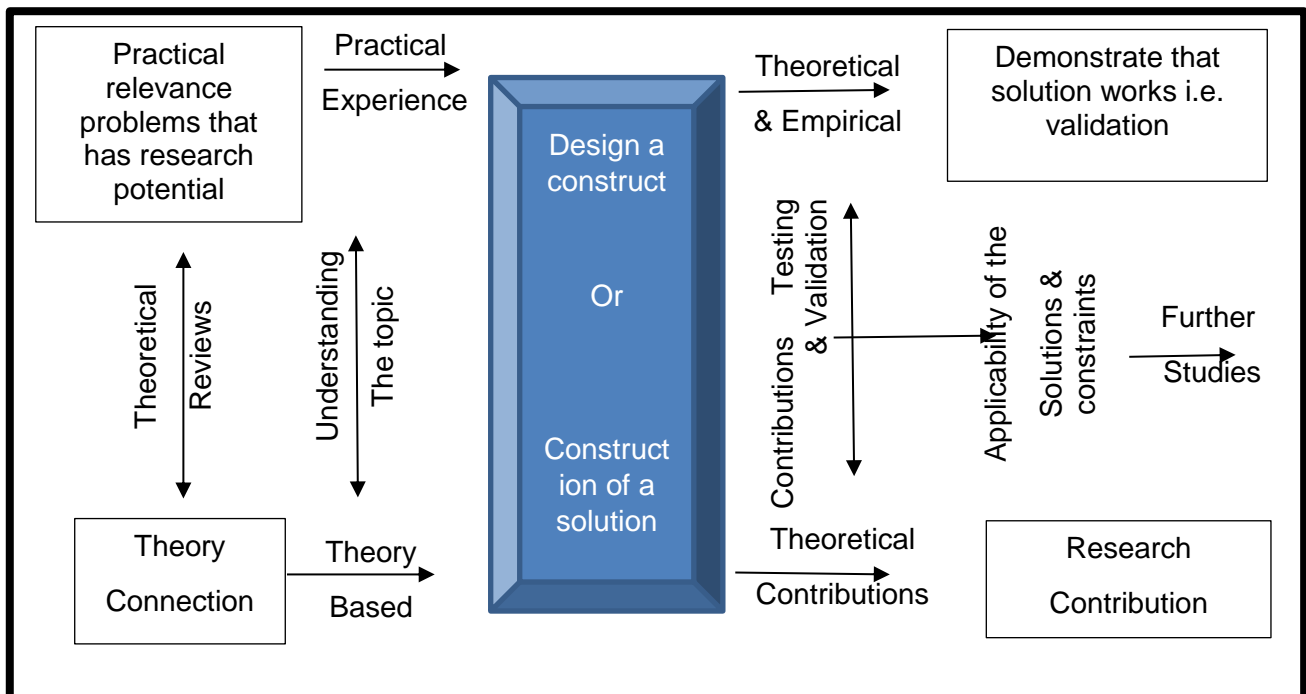 Practical
relevance
problems that
has research
potential
Practical
Experience
Theoretical
Reviews
Understanding
The topic
Theory
Connection
Theory
Based
Design a
construct
Or
Construct
ion of a
solution
Theoretical
& Empirical
Demonstrate that
solution works i.e.
validation
Contributions Testing
& Validation
Applicability of the
Solutions &
constraints
Further
Studies
Theoretical
Contributions
Research
Contribution